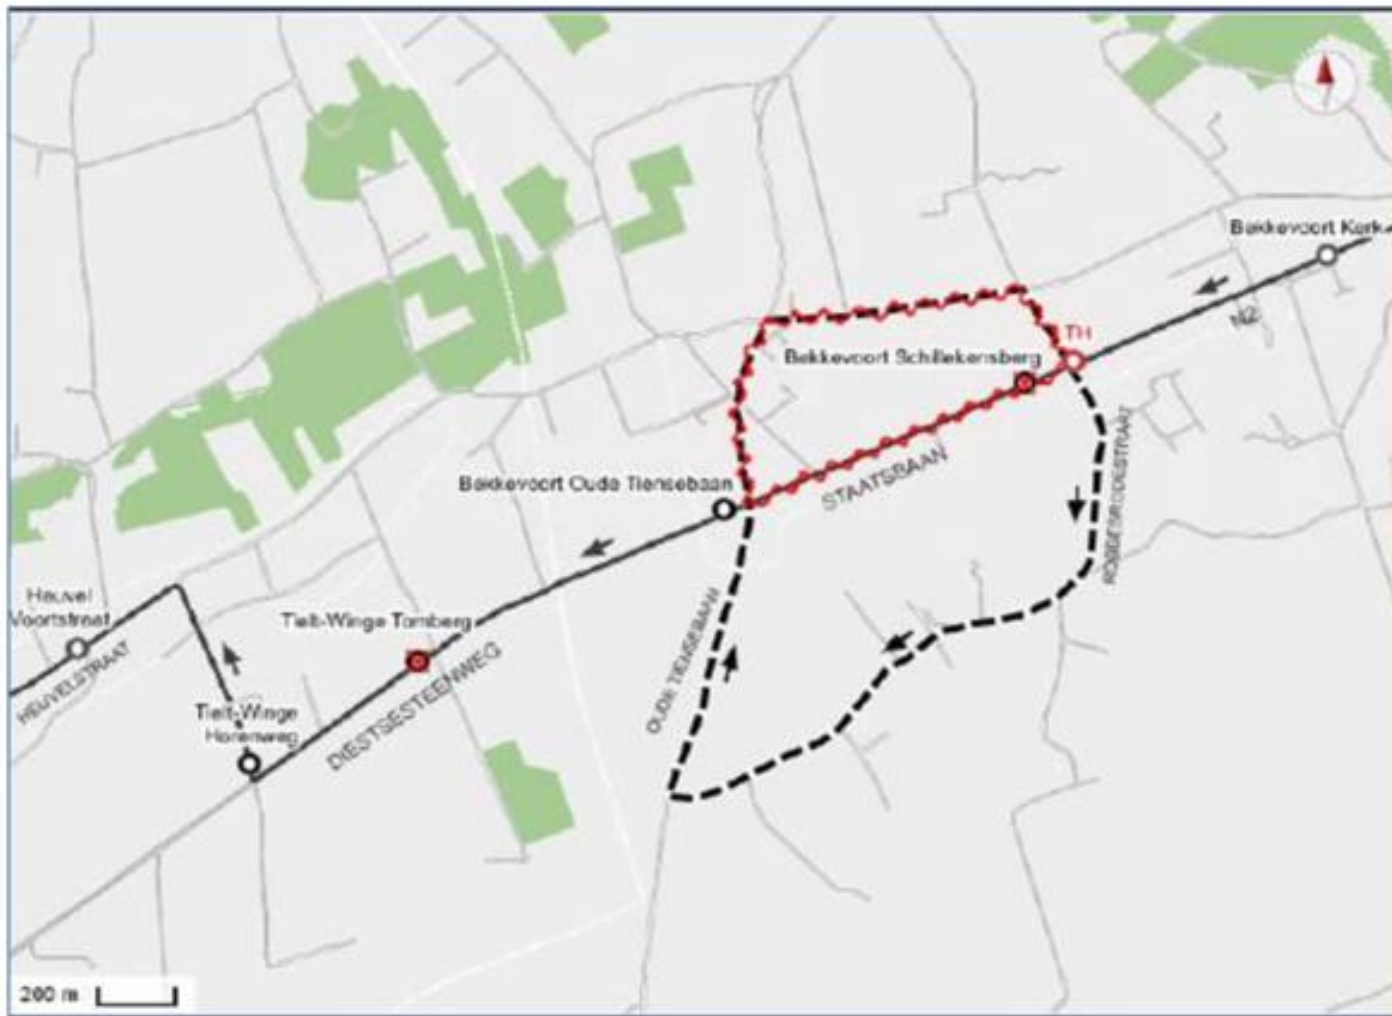 Bekkevoort Kerk
N2
TH
Bekkevoort Schillekensberg
STAATSBAAN
ROBBESRODESTRAAT
Bekkevoort Oude Tiensebaan
OUDE TIENSEBAAN
Heuvel
Voortstraat
HEUVELSTRAAT
Tielt-Winge Tomberg
DIESTSESTEENWEG
Tielt-Winge
Horenweg
200 m